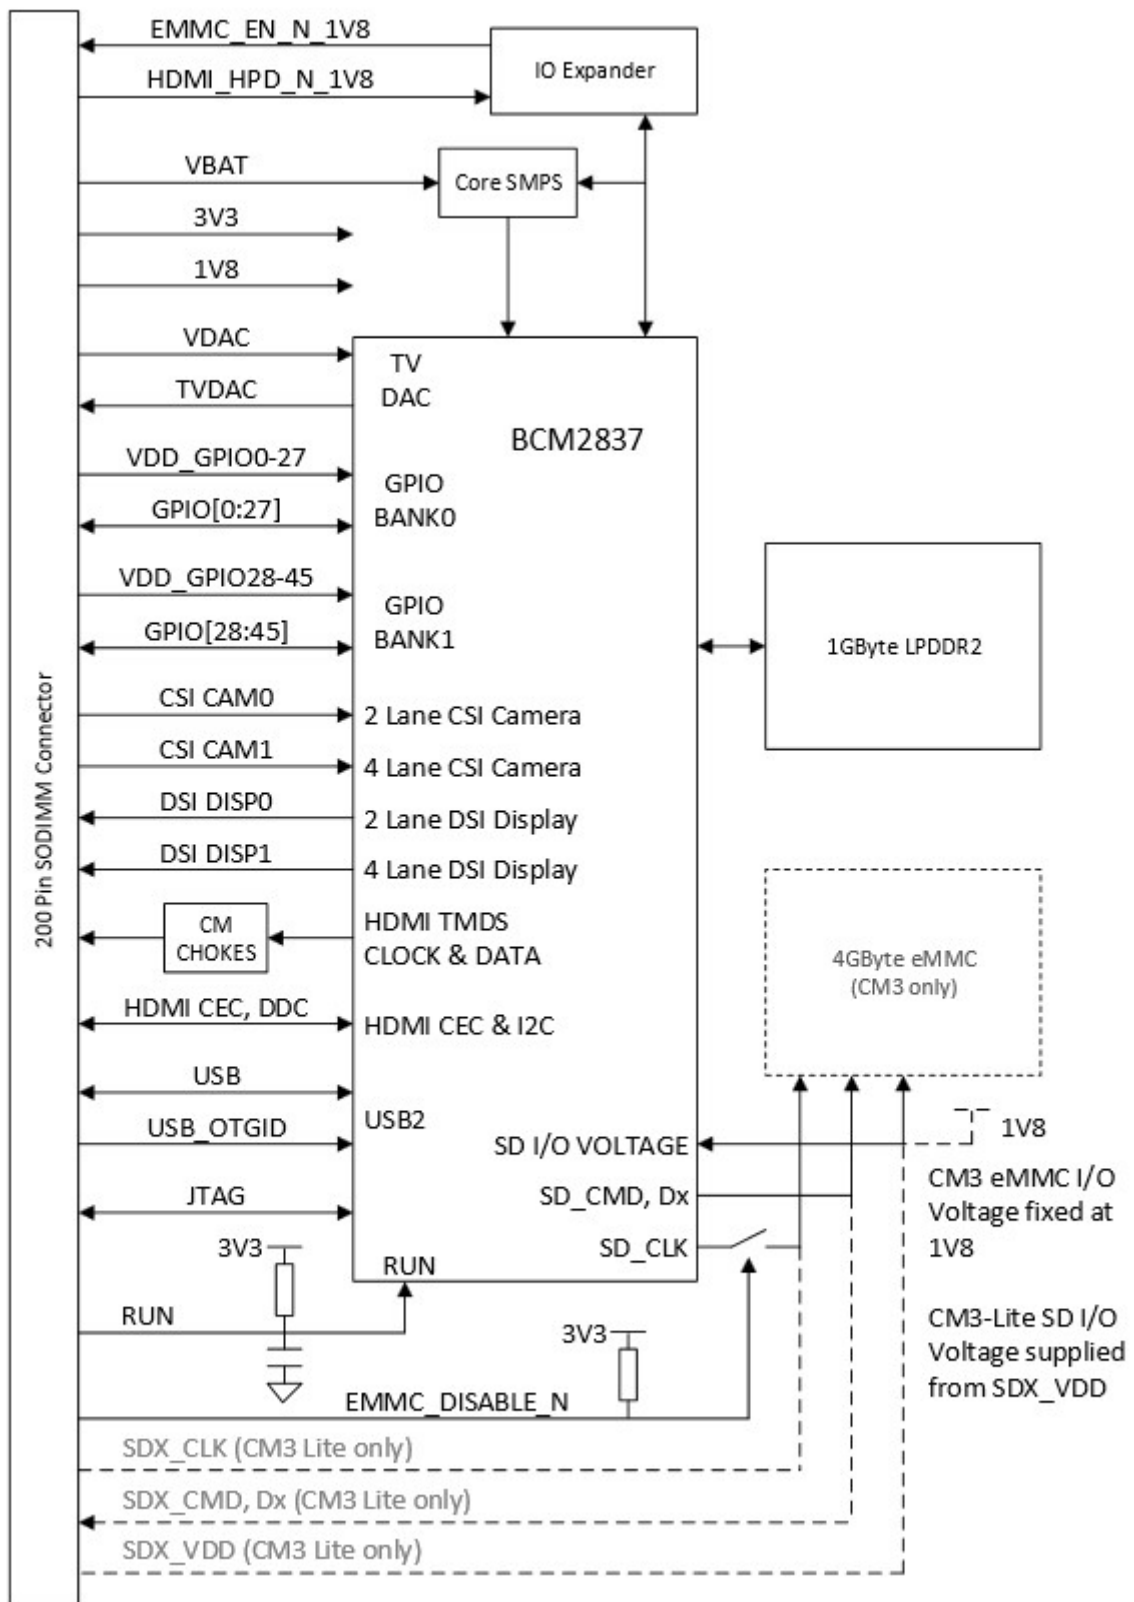 EMMC_EN_N_1V8
IO Expander
HDMI_HPD_N_1V8
VBAT
Core SMPS
3V3
1V8
VDAC
TV
DAC
TVDAC
BCM2837
VDD_GPIO0-27
GPIO
BANK0
GPIO[0:27]
VDD_GPIO28-45
GPIO
BANK1
GPIO[28:45]
1GByte LPDDR2
200 Pin SODIMM Connector
CSI CAM0
2 Lane CSI Camera
CSI CAM1
4 Lane CSI Camera
DSI DISP0
2 Lane DSI Display
DSI DISP1
4 Lane DSI Display
CM
CHOKES
HDMI TMDS
CLOCK & DATA
4GByte eMMC
(CM3 only)
HDMI CEC, DDC
HDMI CEC & I2C
USB
USB2
USB_OTGID
SD I/O VOLTAGE
1V8
JTAG
SD_CMD, Dx
CM3 eMMC I/O
Voltage fixed at
1V8
3V3
SD_CLK
RUN
RUN
3V3
CM3-Lite SD I/O
Voltage supplied
from SDX_VDD
EMMC_DISABLE_N
SDX_CLK (CM3 Lite only)
SDX_CMD, Dx (CM3 Lite only)
SDX_VDD (CM3 Lite only)